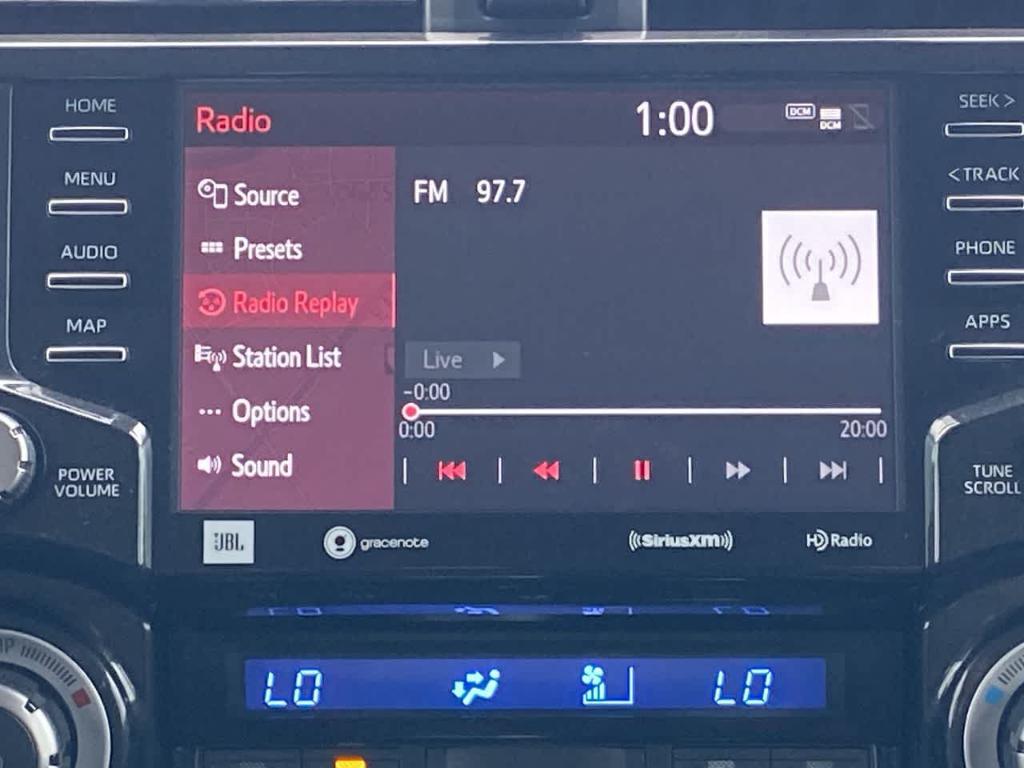 HOME
MENU
AUDIO
MAP
POWER
VOLUME
Radio
1:00
DCM
DCM
Source
Presets
Radio Replay
Station List
Options
Sound
FM 97.7
Live
-0:00
0:00
20:00
SEEK >
< TRACK
PHONE
APPS
TUNE
SCROLL
JBL
gracenote
((SiriusXM))
HD Radio
LO
LO